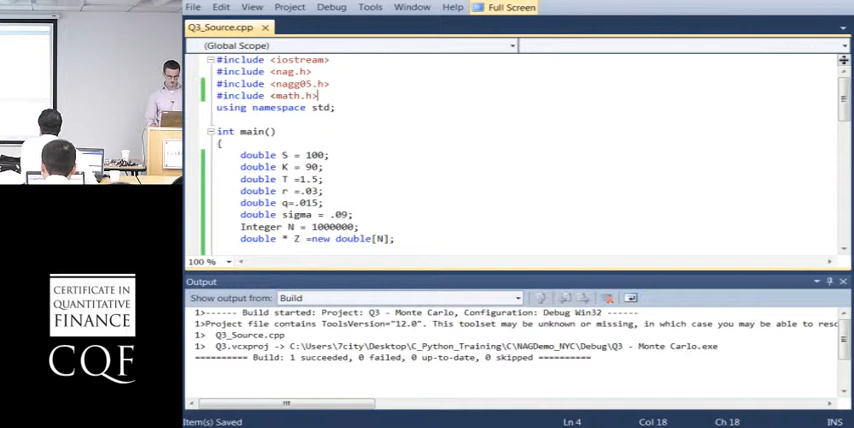 File Edit View Project Debug Tools Window Help Full Screen
Q3_Source.cpp ×
(Global Scope)
#include <iostream>
#include <nag.h>
#include <nagg05.h>
#include <math.h>
using namespace std;
int main()
{
double S = 100;
double K = 90;
double T =1.5;
double r =.03;
double q=.015;
double sigma = .09;
Integer N = 1000000;
double * Z =new double[N];
100 %
Output
Show output from: Build
1>------ Build started: Project: Q3 - Monte Carlo, Configuration: Debug Win32 ------
1>Project file contains ToolsVersion="12.0". This toolset may be unknown or missing, in which case you may be able to resc
1> Q3_Source.cpp
1> Q3.vcxproj -> C:\Users\7city\Desktop\C_Python_Training\C\NAGDemo_NYC\Debug\Q3 - Monte Carlo.exe
========== Build: 1 succeeded, 0 failed, 0 up-to-date, 0 skipped ==========
Item(s) Saved Ln 4 Col 18 Ch 18 INS
CERTIFICATE IN
QUANTITATIVE
FINANCE
CQF